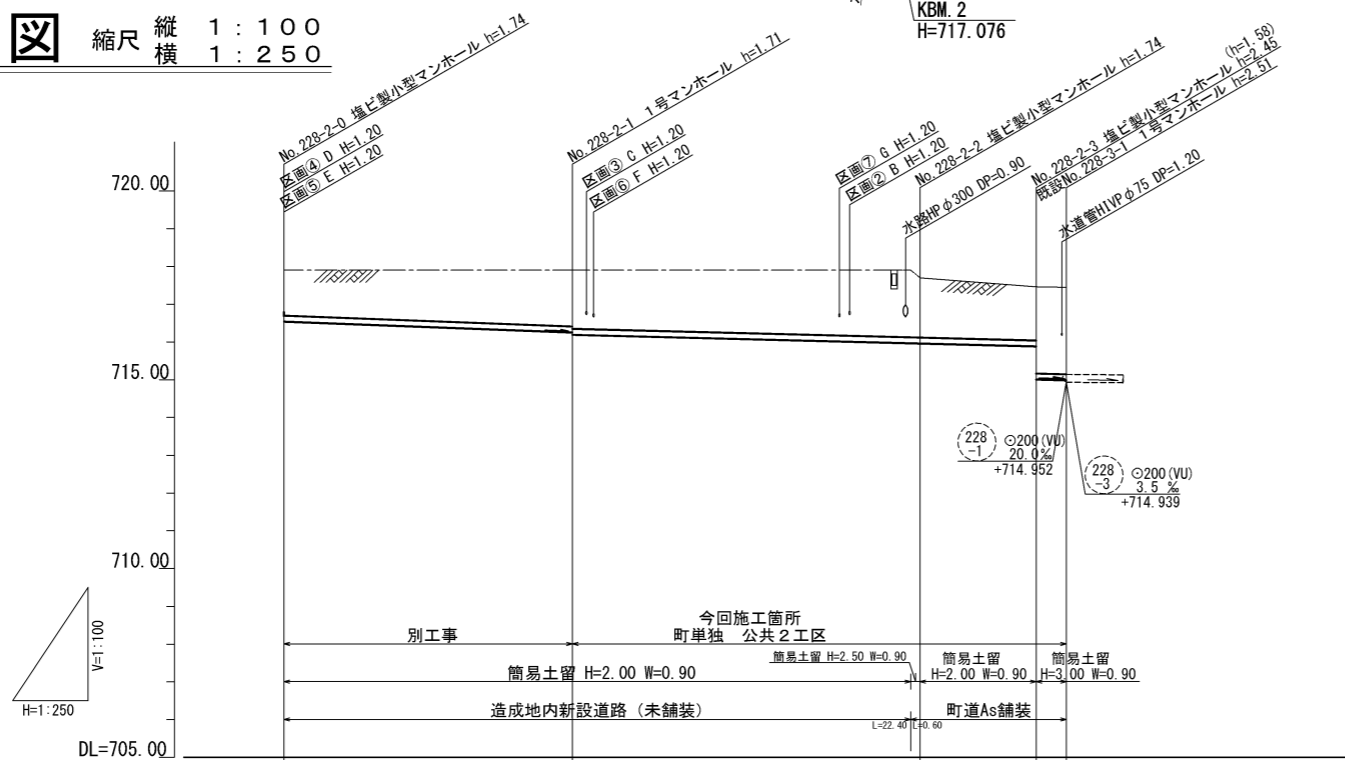 図 縮尺 縦 1：100
横 1：250
KBM.2
H=717.076
No.228-2-0 塩ビ製小型マンホール h=1.74
区画④ D H=1.20
区画⑤ E H=1.20
No.228-2-1 1号マンホール h=1.71
区画③ C H=1.20
区画⑥ F H=1.20
区画⑦ G H=1.20
区画② B H=1.20
No.228-2-2 塩ビ製小型マンホール h=1.74
水路HPφ300 DP=0.90
(h=1.58)
No.228-2-3 塩ビ製小型マンホール h=2.45
既設No.228-3-1 1号マンホール h=2.51
水道管HIVPφ75 DP=1.20
720.00
715.00
710.00
DL=705.00
228
-1
⊙200(VU)
20.0‰
+714.952
228
-3
⊙200(VU)
3.5 ‰
+714.939
V=1:100
H=1:250
別工事
今回施工箇所
町単独 公共2工区
簡易土留 H=2.00 W=0.90
簡易土留 H=2.50 W=0.90
簡易土留
H=2.00 W=0.90
簡易土留
H=3.00 W=0.90
造成地内新設道路（未舗装）
町道As舗装
L=22.40
L=0.60